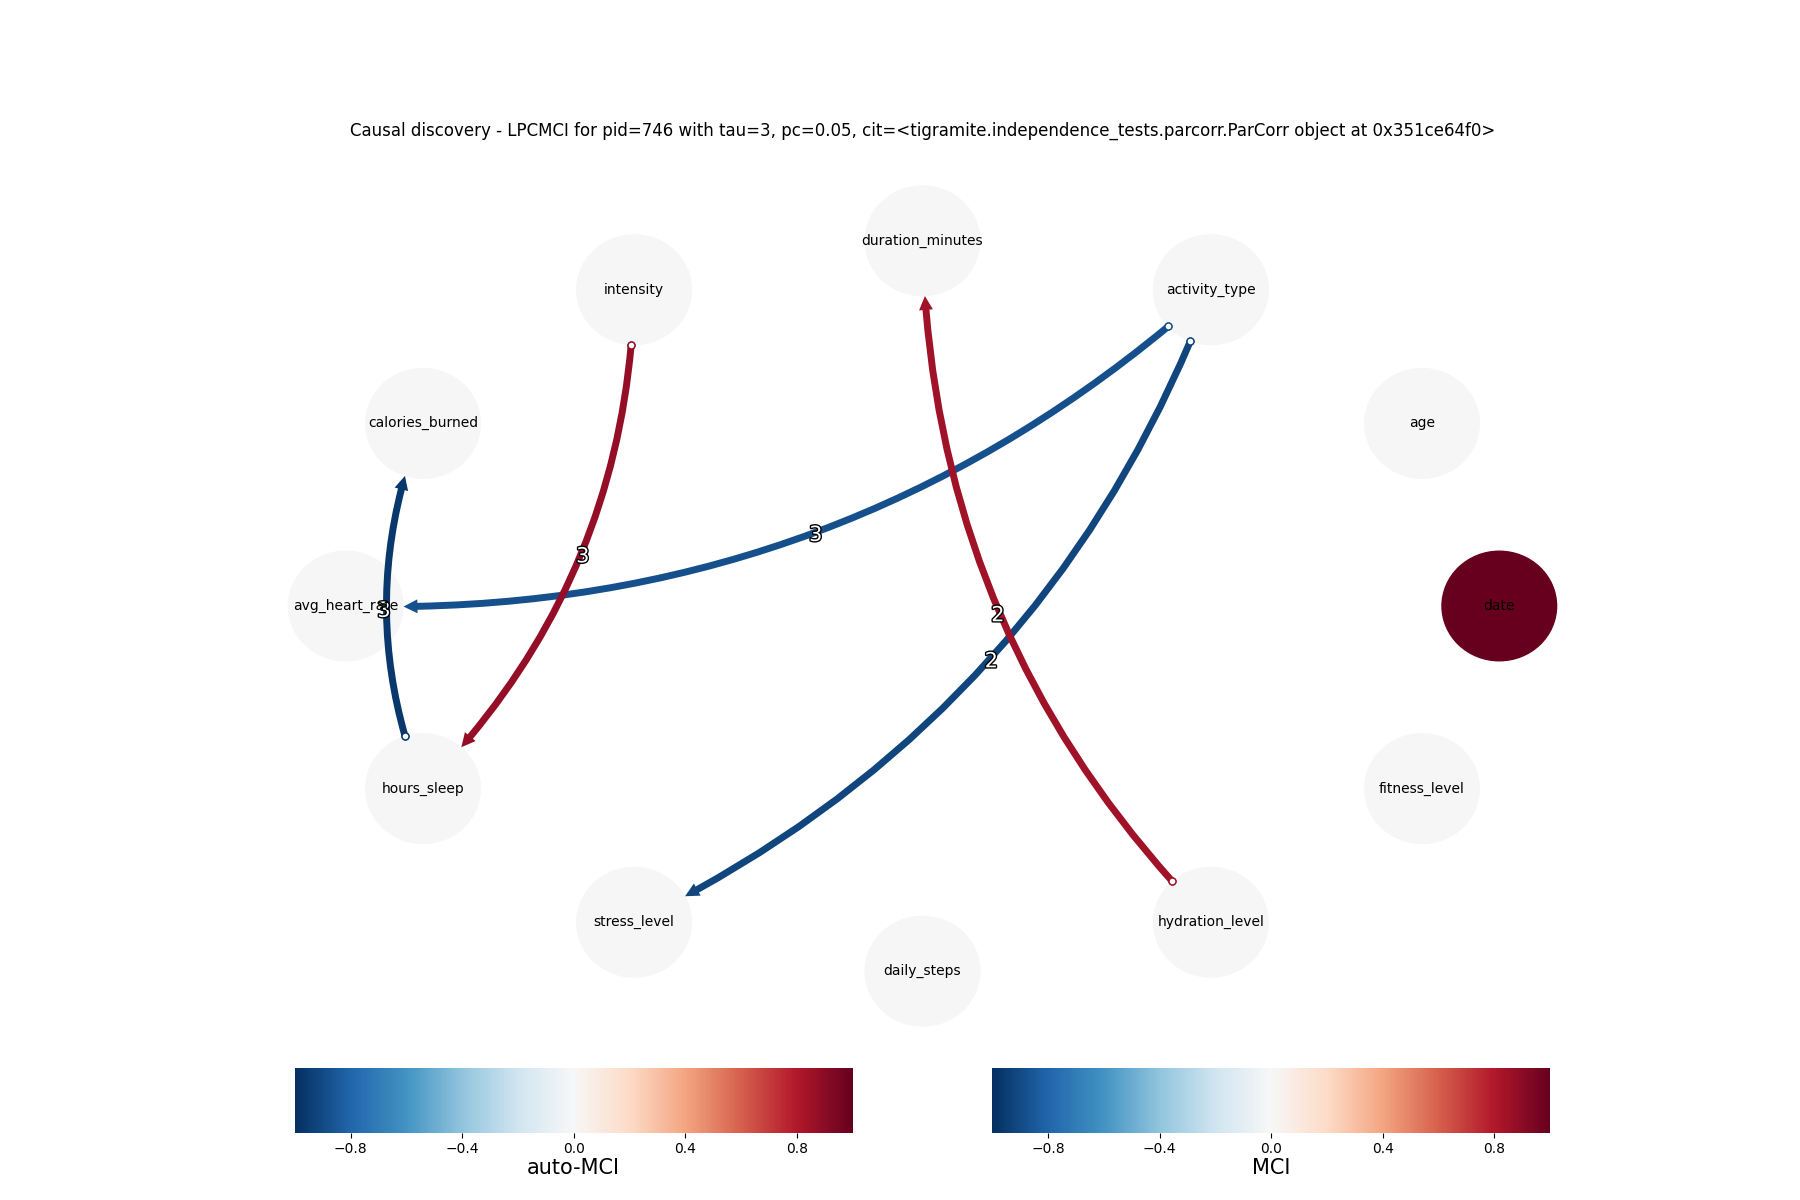 Causal discovery - LPCMCI for pid=746 with tau=3, pc=0.05, cit=<tigramite.independence_tests.parcorr.ParCorr object at 0x351ce64f0>
duration_minutes
intensity
activity_type
calories_burned
age
3
3
avg_heart_rate
3
date
2
2
hours_sleep
fitness_level
stress_level
hydration_level
daily_steps
−0.8 −0.4 0.0 0.4 0.8
auto-MCI
−0.8 −0.4 0.0 0.4 0.8
MCI